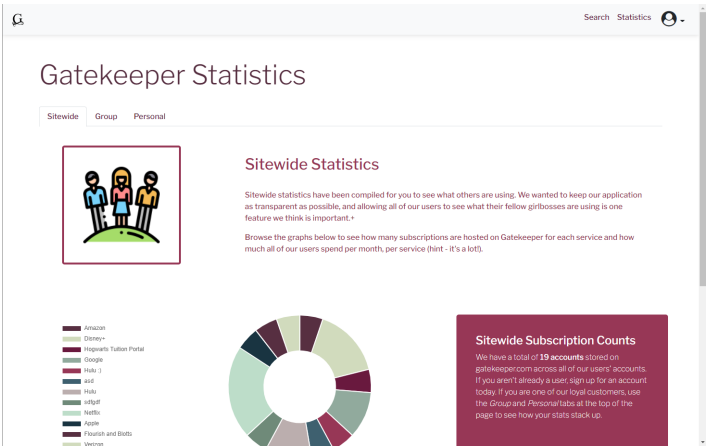 G
Search Statistics
Gatekeeper Statistics
Sitewide Group Personal
Sitewide Statistics
Sitewide statistics have been compiled for you to see what others are using. We wanted to keep our application
as transparent as possible, and allowing all of our users to see what their fellow girlbosses are using is one
feature we think is important.+
Browse the graphs below to see how many subscriptions are hosted on Gatekeeper for each service and how
much all of our users spend per month, per service (hint - it's a lot!).
Amazon
Disney+
Hogwarts Tuition Portal
Google
Hulu :)
asd
Hulu
sdfgdf
Netflix
Apple
Flourish and Blotts
Verizon
Sitewide Subscription Counts
We have a total of 19 accounts stored on
gatekeeper.com across all of our users' accounts.
If you aren't already a user, sign up for an account
today. If you are one of our loyal customers, use
the Group and Personal tabs at the top of the
page to see how your stats stack up.